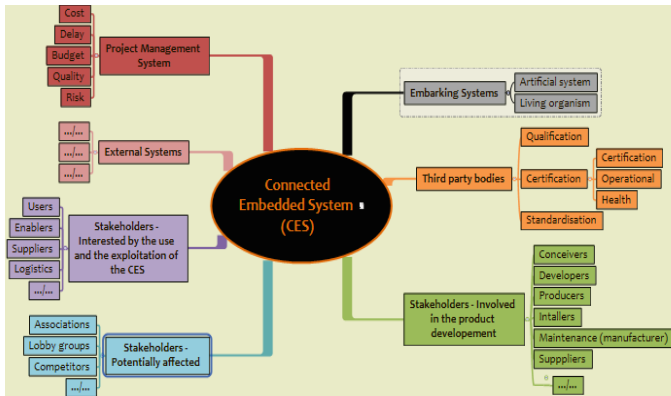 Cost
Delay
Budget
Quality
Risk
Project Management
System
.../...
.../...
.../...
External Systems
Users
Enablers
Suppliers
Logistics
.../...
Stakeholders -
Interested by the use
and the exploitation of
the CES
Associations
Lobby groups
Competitors
.../...
Stakeholders -
Potentially affected
Connected
Embedded System
(CES)
Embarking Systems
Artificial system
Living organism
Third party bodies
Qualification
Certification
Certification
Operational
Health
Standardisation
Stakeholders - Involved
in the product
developement
Conceivers
Developers
Producers
Intallers
Maintenance (manufacturer)
Supppliers
.../...